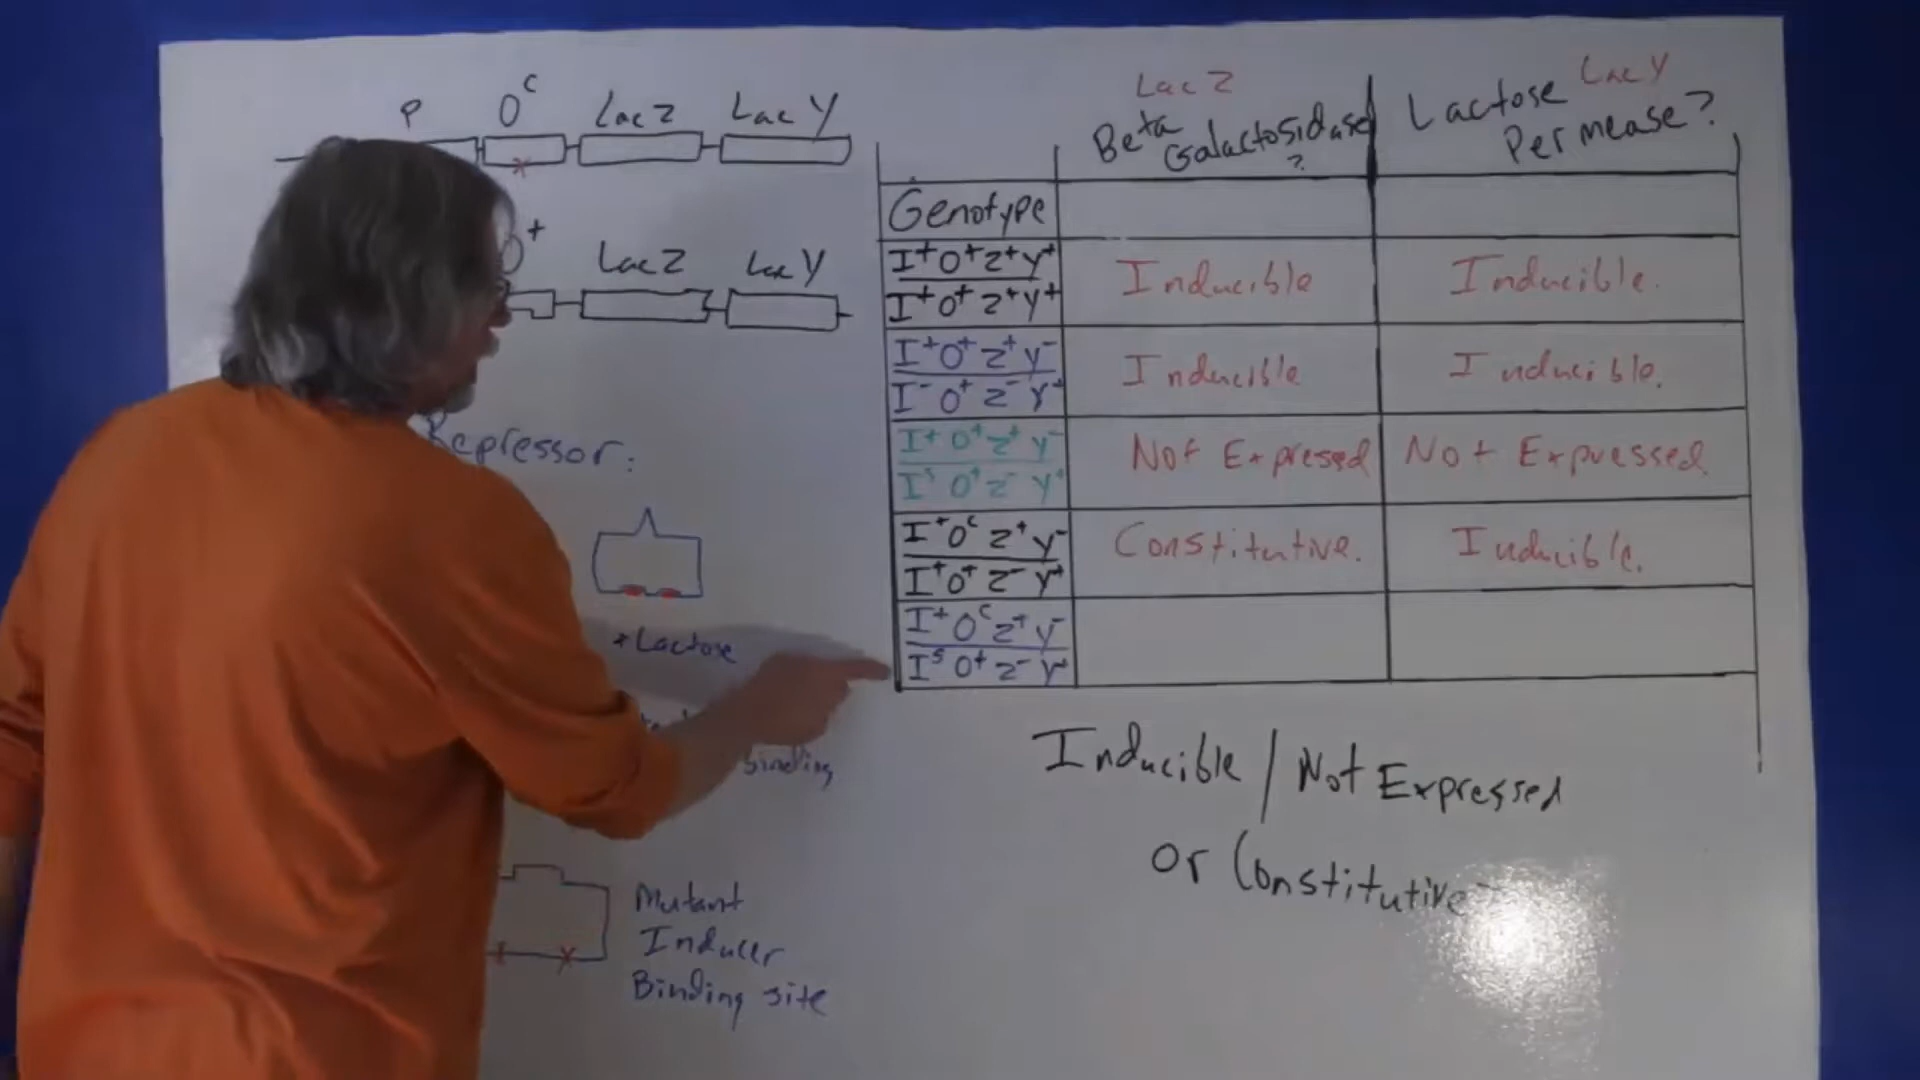 P O^c Lac Z Lac Y
O^+ Lac Z Lac Y
Repressor:
+Lactose
binding
Mutant
Inducer
Binding site
Lac Z
Beta
Galactosidase
?
Lactose Lac Y
Permease?
Genotype
I^+ O^+ Z^+ Y^+
I^+ O^+ Z^+ Y^+
Inducible
Inducible.
I^+ O^+ Z^+ Y^-
I^- O^+ Z^- Y^+
Inducible
Inducible.
I^+ O^+ Z^+ Y^-
I^s O^+ Z^- Y^+
Not Expressed
Not Expressed
I^+ O^c Z^+ Y^-
I^+ O^+ Z^- Y^+
Constitutive.
Inducible.
I^+ O^c Z^+ Y^-
I^s O^+ Z^- Y^+
Inducible / Not Expressed
or Constitutive